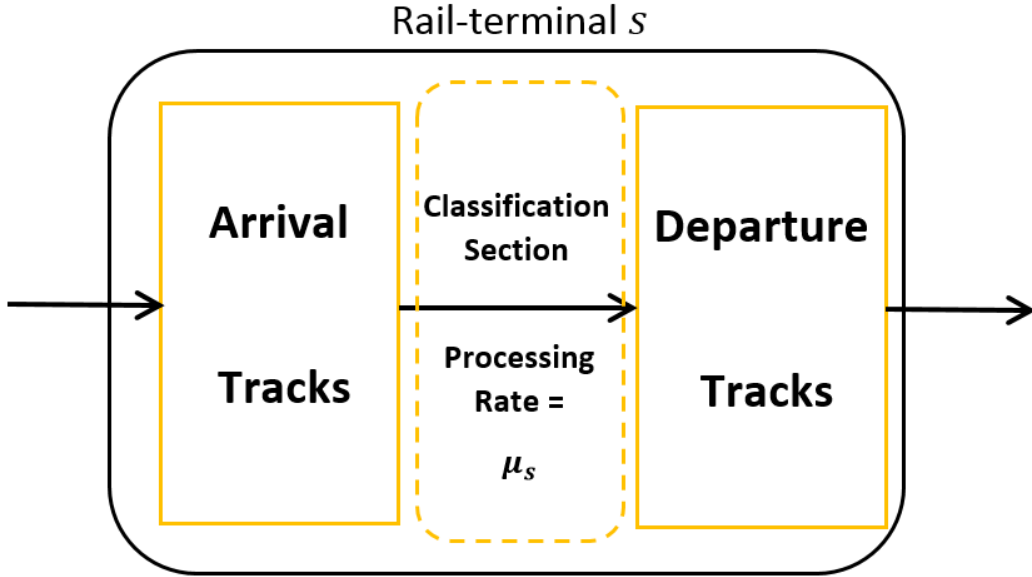 Rail-terminal s
Arrival
Tracks
Classification
Section
Processing
Rate =
μs
Departure
Tracks